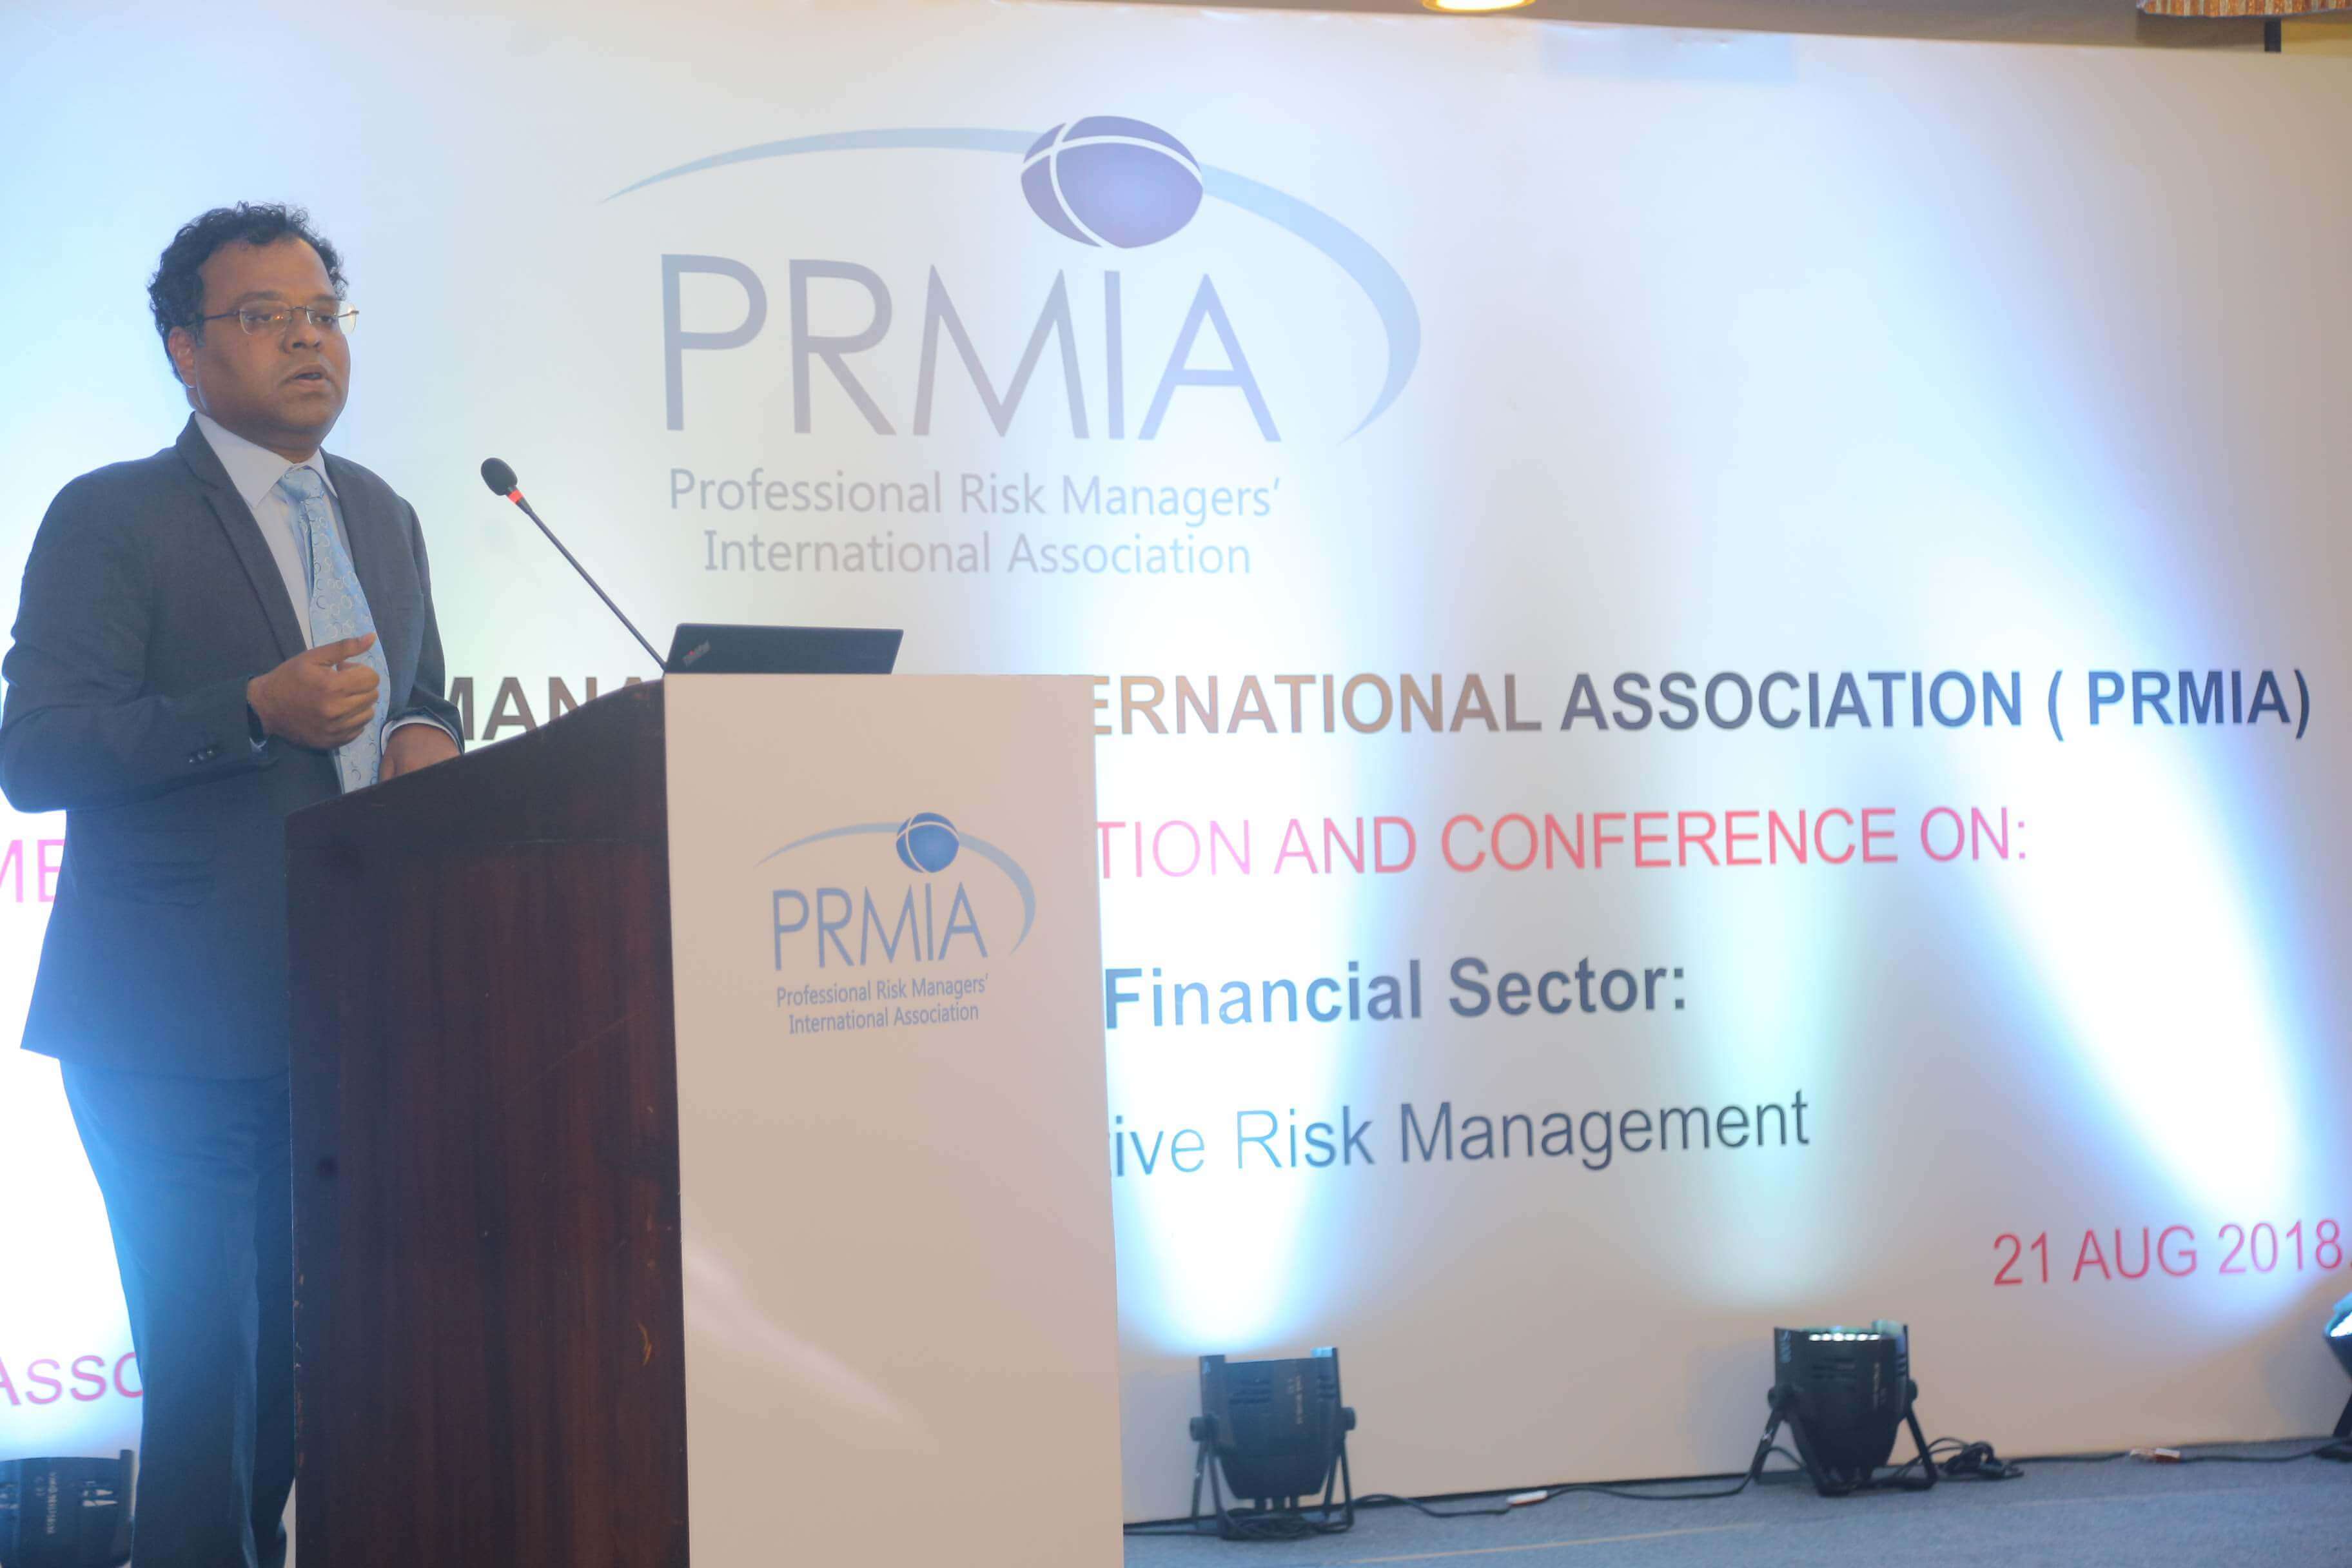 PRMIA
Professional Risk Managers'
International Association
MANA ERNATIONAL ASSOCIATION ( PRMIA)
ME TION AND CONFERENCE ON:
Financial Sector:
ive Risk Management
21 AUG 2018.
Asso
PRMIA
Professional Risk Managers'
International Association